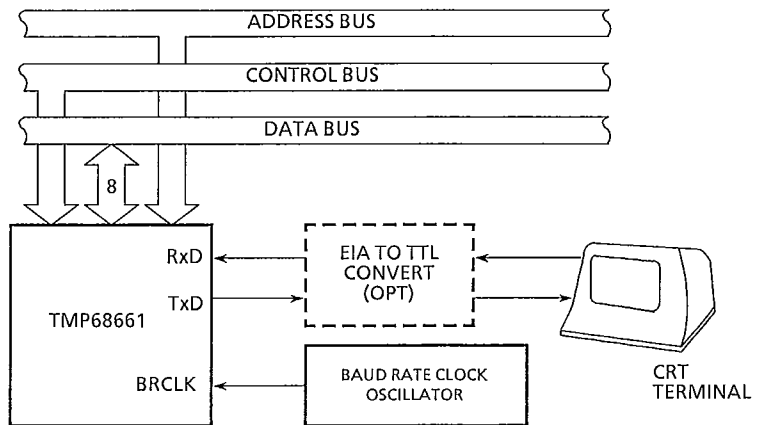 ADDRESS BUS
CONTROL BUS
DATA BUS
8
RxD
TxD
TMP68661
BRCLK
EIA TO TTL
CONVERT
(OPT)
BAUD RATE CLOCK
OSCILLATOR
CRT
TERMINAL